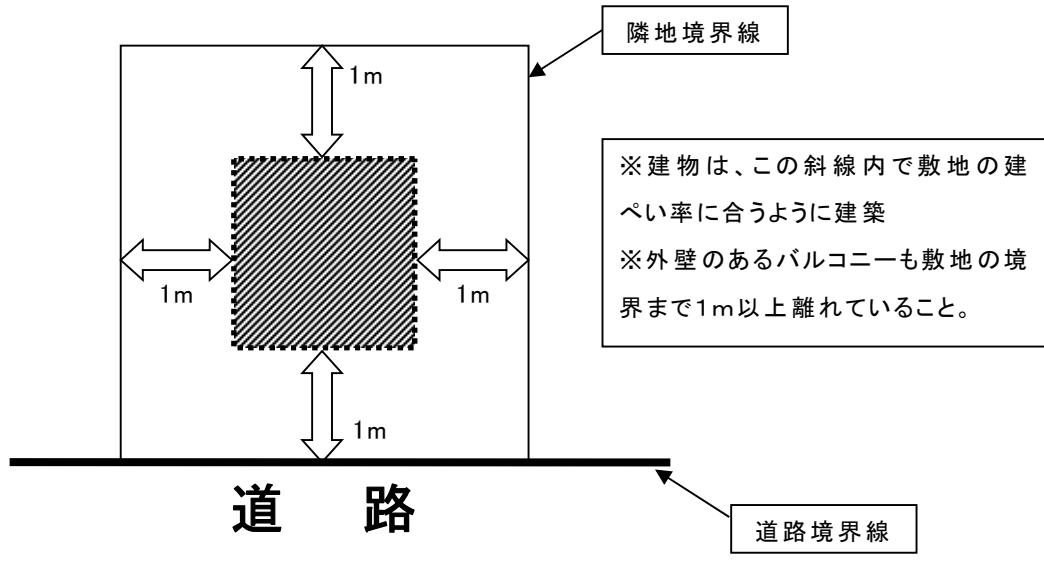 隣地境界線
1m
※建物は、この斜線内で敷地の建
ぺい率に合うように建築
※外壁のあるバルコニーも敷地の境
界まで1m以上離れていること。
1m
1m
1m
道 路
道路境界線